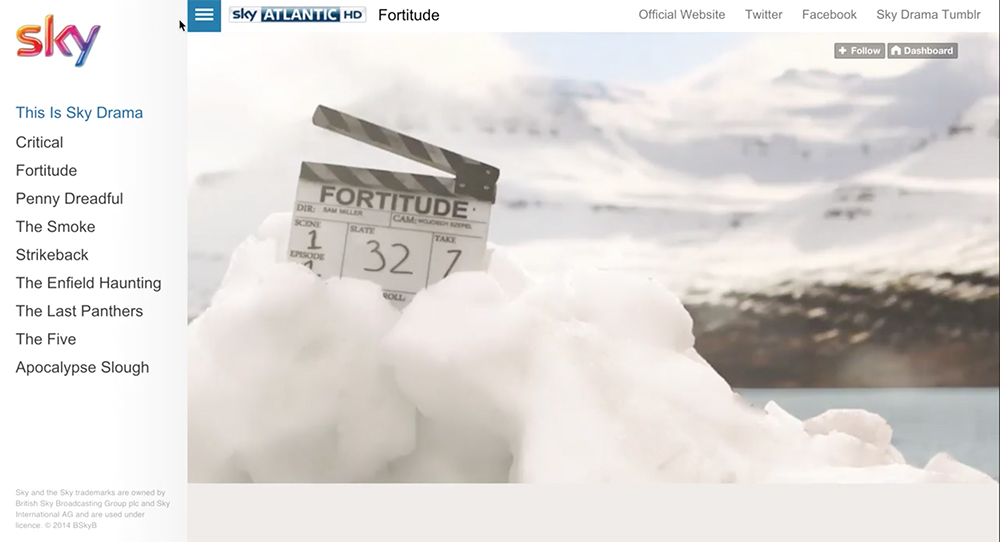 sky
This Is Sky Drama
Critical
Fortitude
Penny Dreadful
The Smoke
Strikeback
The Enfield Haunting
The Last Panthers
The Five
Apocalypse Slough
Sky and the Sky trademarks are owned by
British Sky Broadcasting Group plc and Sky
International AG and are used under
licence. © 2014 BSkyB
sky ATLANTIC HD Fortitude
Official Website Twitter Facebook Sky Drama Tumblr
+ Follow Dashboard
FORTITUDE
DIR: SAM MILLER CAM:
SCENE SLATE TAKE
1 32 7
EPISODE
ROLL: